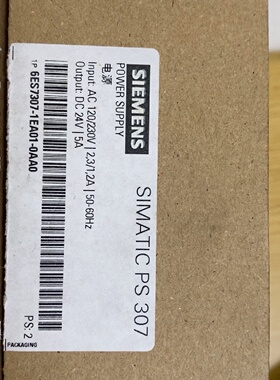 SIEMENS
SIMATIC PS 307
POWER SUPPLY
电源
Input: AC 120/230V | 2,3/1,2A | 50-60Hz
Output: DC 24V | 5A
1P 6ES7307-1EA01-0AA0
PS: 2
PACKAGING